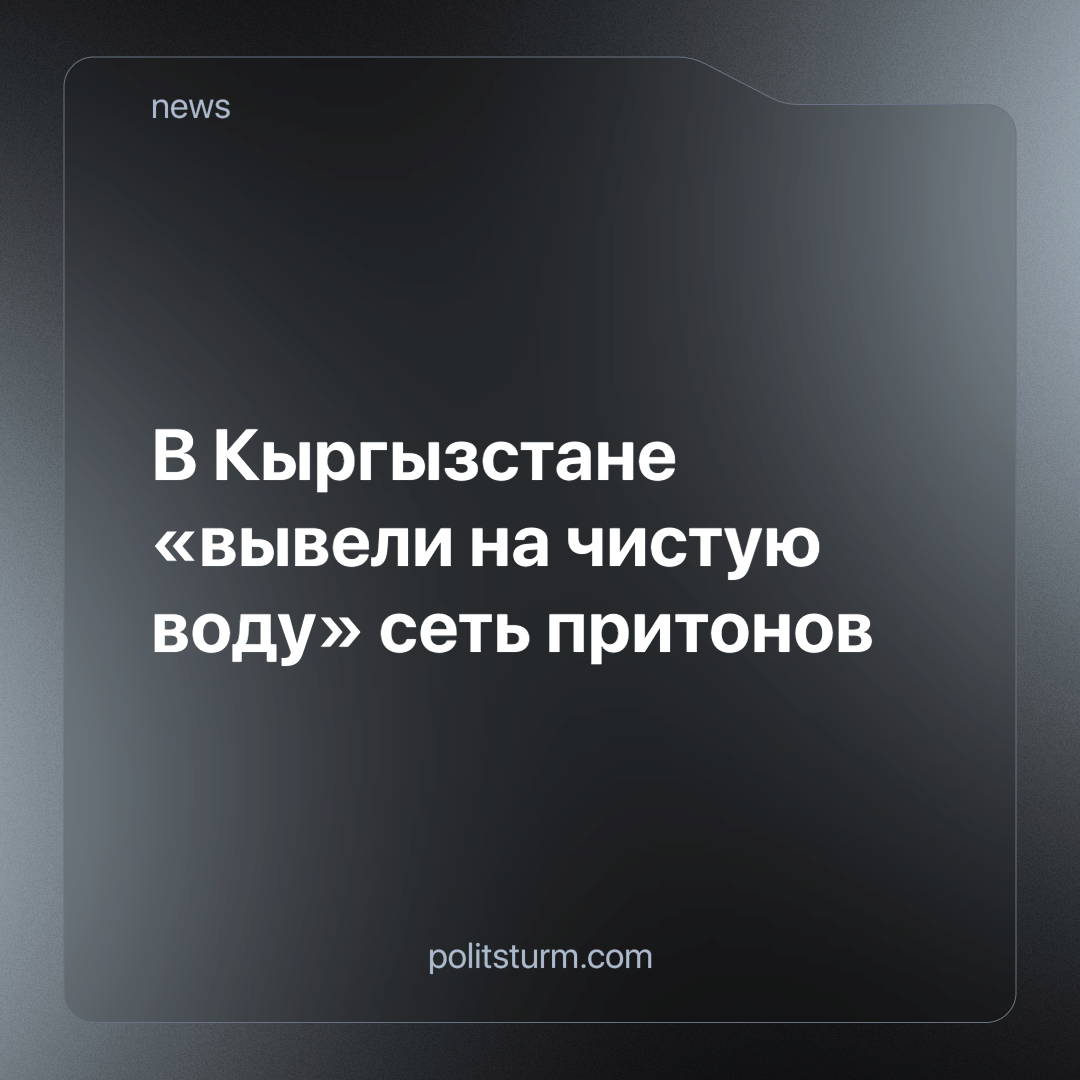 news
В Кыргызстане
«вывели на чистую
воду» сеть притонов
politsturm.com